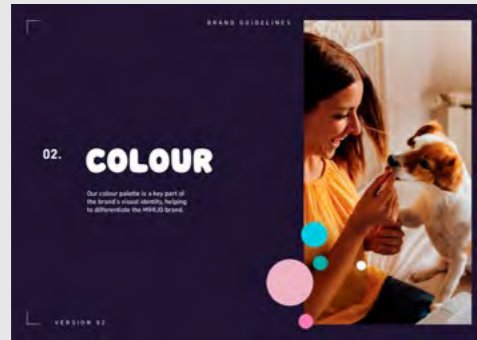 BRAND GUIDELINES
02.
COLOUR
Our colour palette is a key part of
the brand's visual identity, helping
to differentiate the brand.
VERSION 02